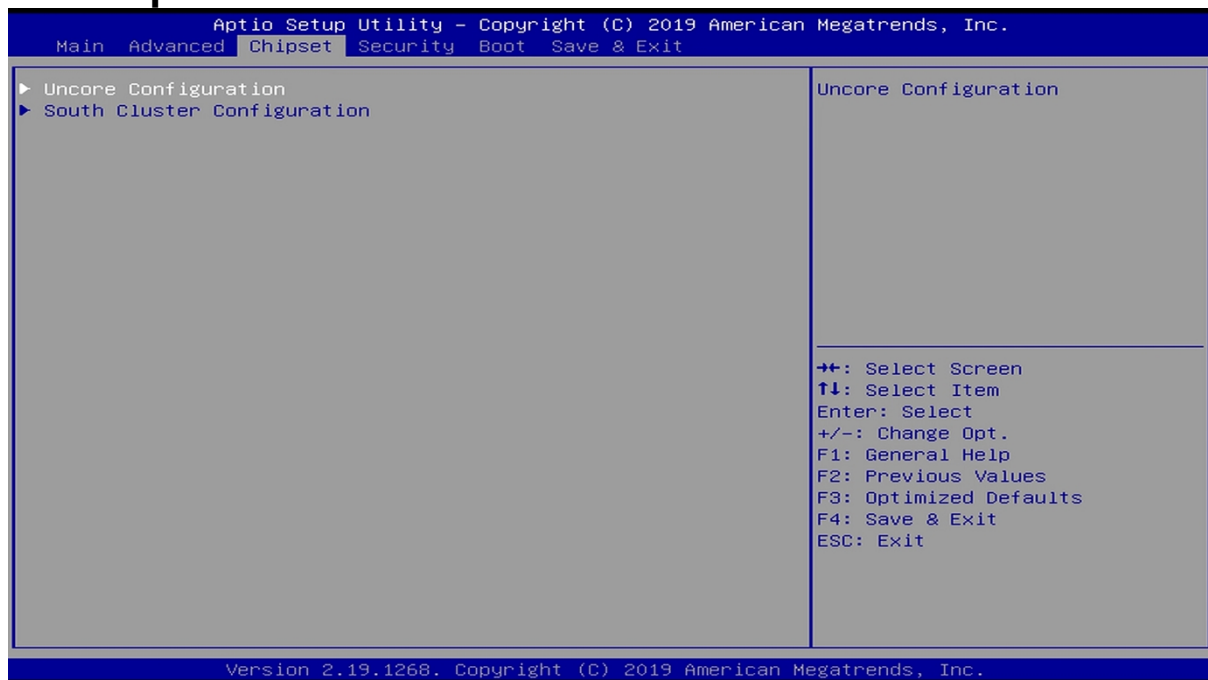 Aptio Setup Utility – Copyright (C) 2019 American Megatrends, Inc.
Main Advanced Chipset Security Boot Save & Exit
▶ Uncore Configuration
▶ South Cluster Configuration
Uncore Configuration
→←: Select Screen
↑↓: Select Item
Enter: Select
+/-: Change Opt.
F1: General Help
F2: Previous Values
F3: Optimized Defaults
F4: Save & Exit
ESC: Exit
Version 2.19.1268. Copyright (C) 2019 American Megatrends, Inc.